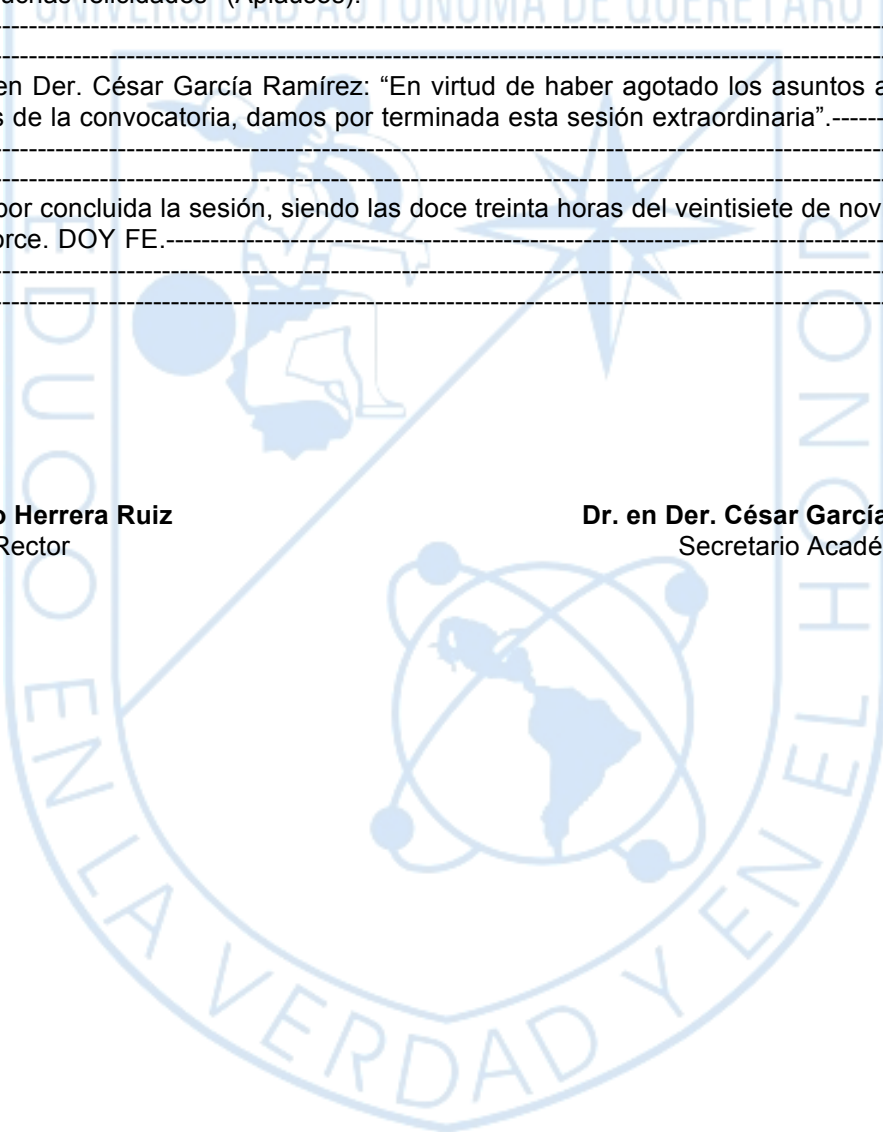 UNIVERSIDAD AUTÓNOMA DE QUERÉTARO
felicidades” (Aplausos).
--------------------------------------------------------------------------------
--------------------------------------------------------------------------------
en Der. César García Ramírez: “En virtud de haber agotado los asuntos a
s de la convocatoria, damos por terminada esta sesión extraordinaria”.-------
--------------------------------------------------------------------------------
--------------------------------------------------------------------------------
por concluida la sesión, siendo las doce treinta horas del veintisiete de nov
orce. DOY FE.-------------------------------------------------------------------
--------------------------------------------------------------------------------
--------------------------------------------------------------------------------
o Herrera Ruiz
Rector
Dr. en Der. César García
Secretario Acadé
EDUCO EN LA VERDAD Y EN EL HONOR